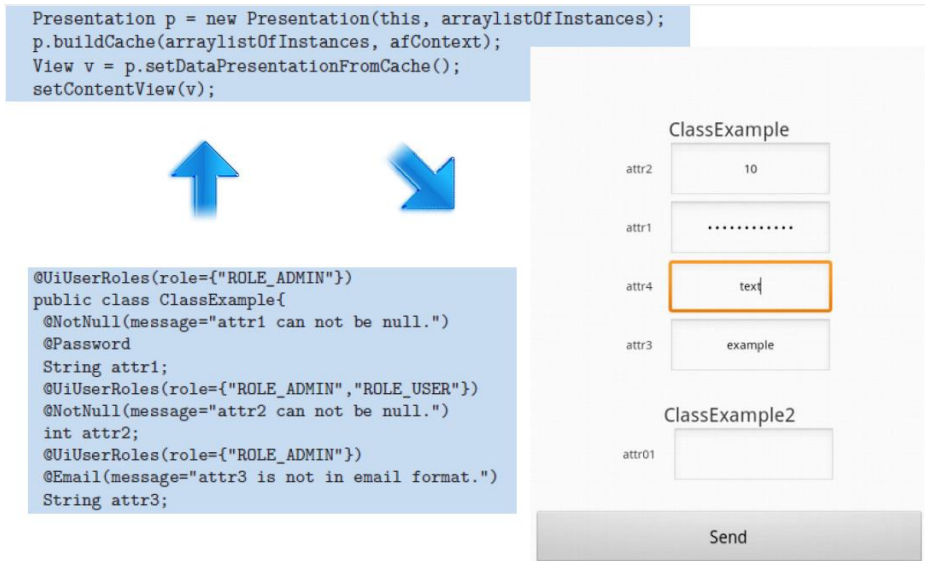 Presentation p = new Presentation(this, arraylistOfInstances);
p.buildCache(arraylistOfInstances, afContext);
View v = p.setDataPresentationFromCache();
setContentView(v);
@UiUserRoles(role={"ROLE_ADMIN"})
public class ClassExample{
@NotNull(message="attr1 can not be null.")
@Password
String attr1;
@UiUserRoles(role={"ROLE_ADMIN","ROLE_USER"})
@NotNull(message="attr2 can not be null.")
int attr2;
@UiUserRoles(role={"ROLE_ADMIN"})
@Email(message="attr3 is not in email format.")
String attr3;
ClassExample
attr2 10
attr1 ············
attr4 text
attr3 example
ClassExample2
attr01
Send